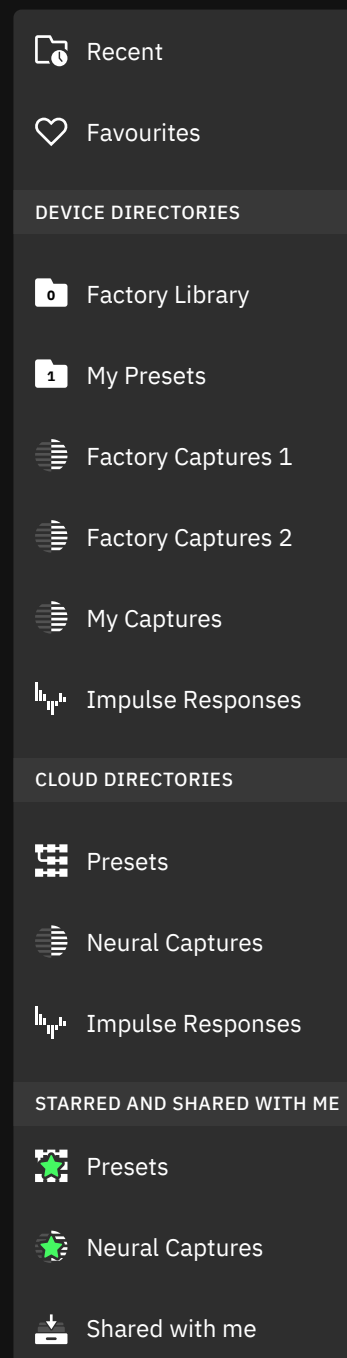 Recent
Favourites
DEVICE DIRECTORIES
0 Factory Library
1 My Presets
Factory Captures 1
Factory Captures 2
My Captures
Impulse Responses
CLOUD DIRECTORIES
Presets
Neural Captures
Impulse Responses
STARRED AND SHARED WITH ME
Presets
Neural Captures
Shared with me